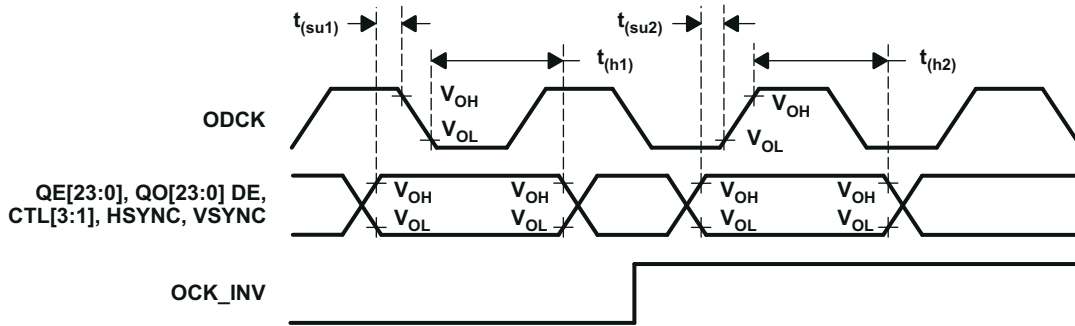 t(su1)
t(su2)
t(h1)
t(h2)
VOH
VOH
ODCK
VOL
VOL
QE[23:0], QO[23:0] DE,
CTL[3:1], HSYNC, VSYNC
VOH
VOH
VOH
VOH
VOL
VOL
VOL
VOL
OCK_INV